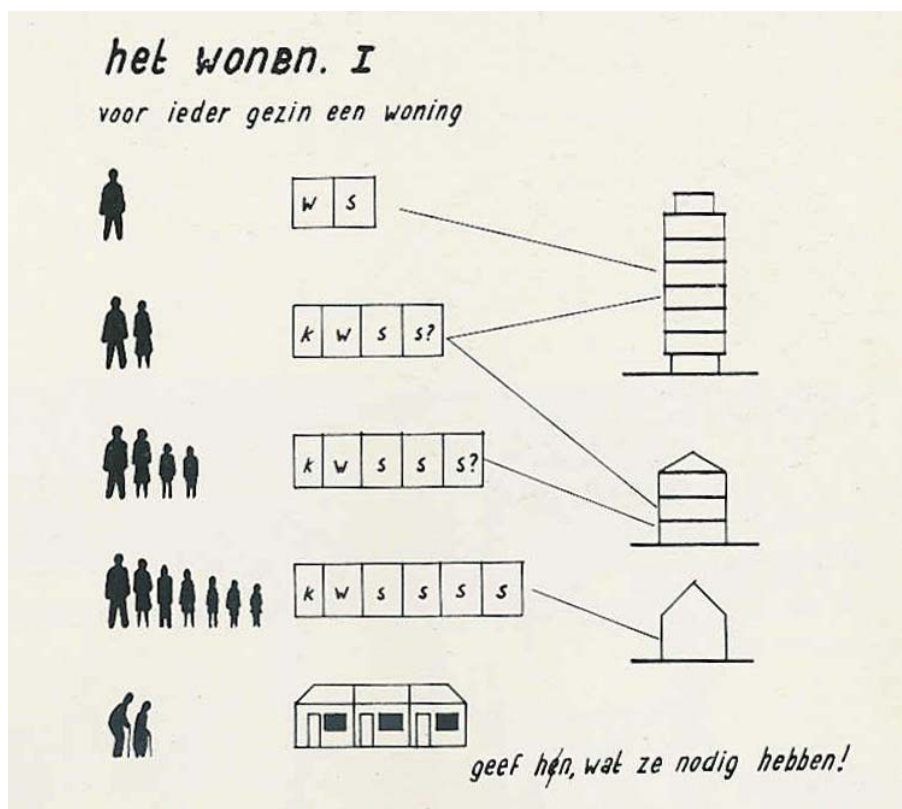 het wonen. I
voor ieder gezin een woning
w s
k w s s?
k w s s s?
k w s s s s
geef hen, wat ze nodig hebben!